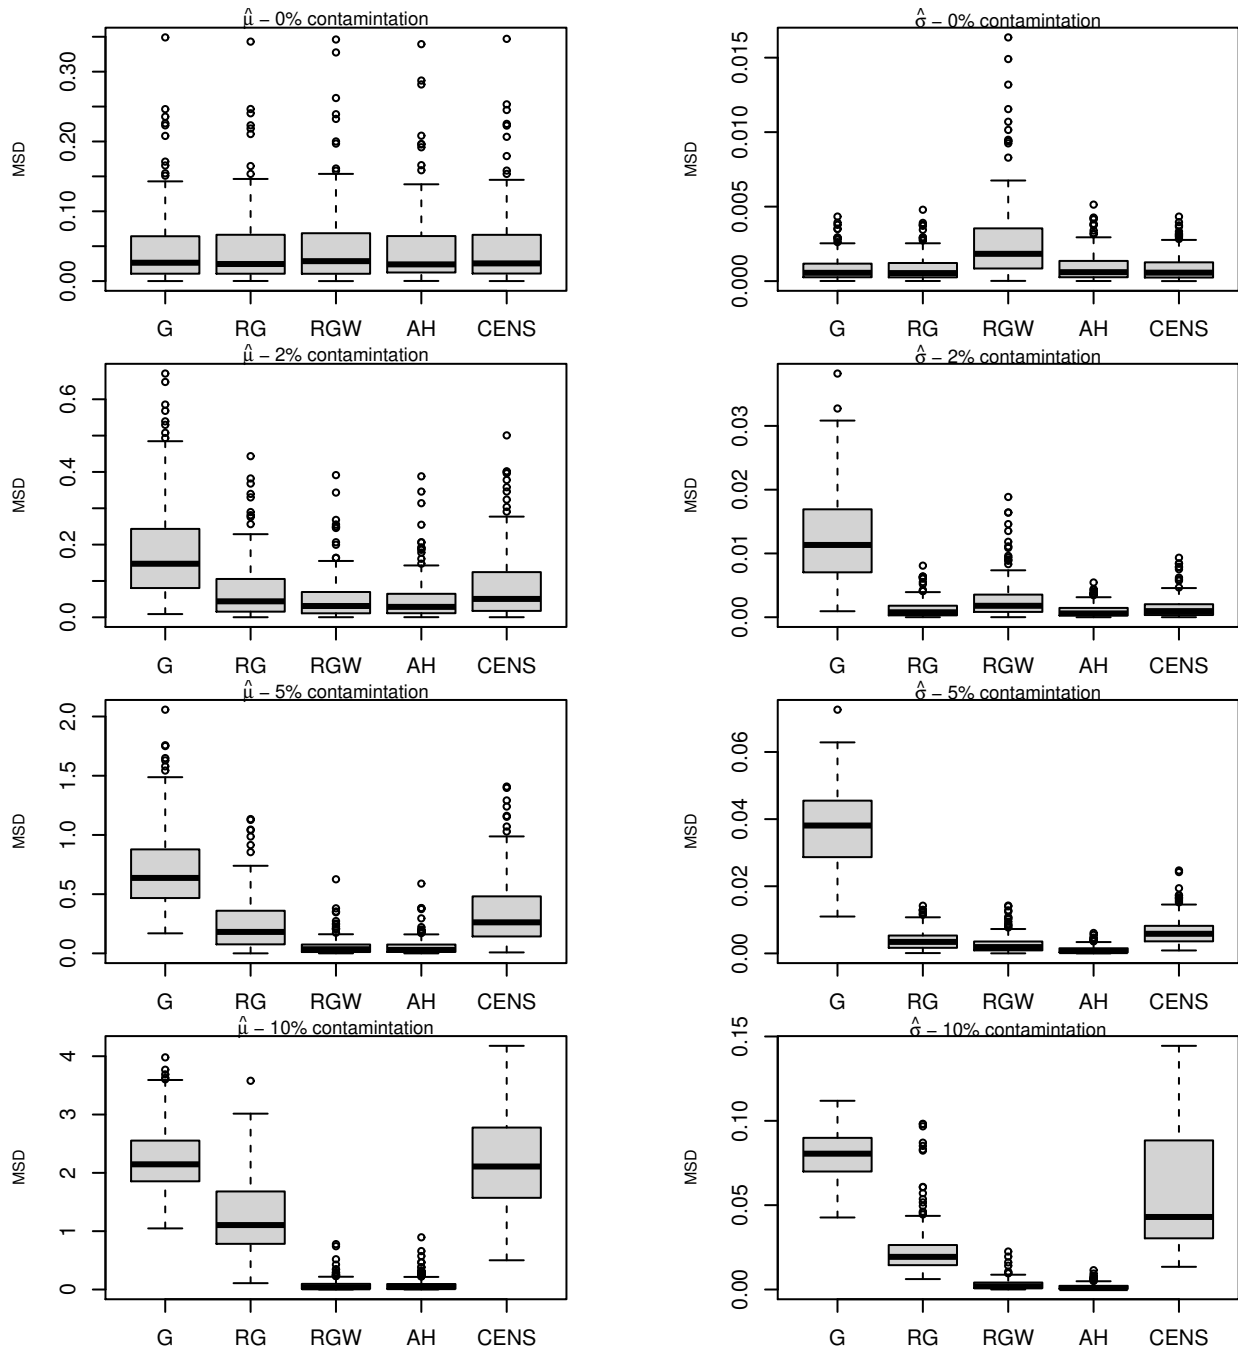 μ̂ − 0% contamintation
MSD
0.00
0.10
0.20
0.30
G RG RGW AH CENS
σ̂ − 0% contamintation
MSD
0.000
0.005
0.010
0.015
G RG RGW AH CENS
μ̂ − 2% contamintation
MSD
0.0
0.2
0.4
0.6
G RG RGW AH CENS
σ̂ − 2% contamintation
MSD
0.00
0.01
0.02
0.03
G RG RGW AH CENS
μ̂ − 5% contamintation
MSD
0.0
0.5
1.0
1.5
2.0
G RG RGW AH CENS
σ̂ − 5% contamintation
MSD
0.00
0.02
0.04
0.06
G RG RGW AH CENS
μ̂ − 10% contamintation
MSD
0
1
2
3
4
G RG RGW AH CENS
σ̂ − 10% contamintation
MSD
0.00
0.05
0.10
0.15
G RG RGW AH CENS